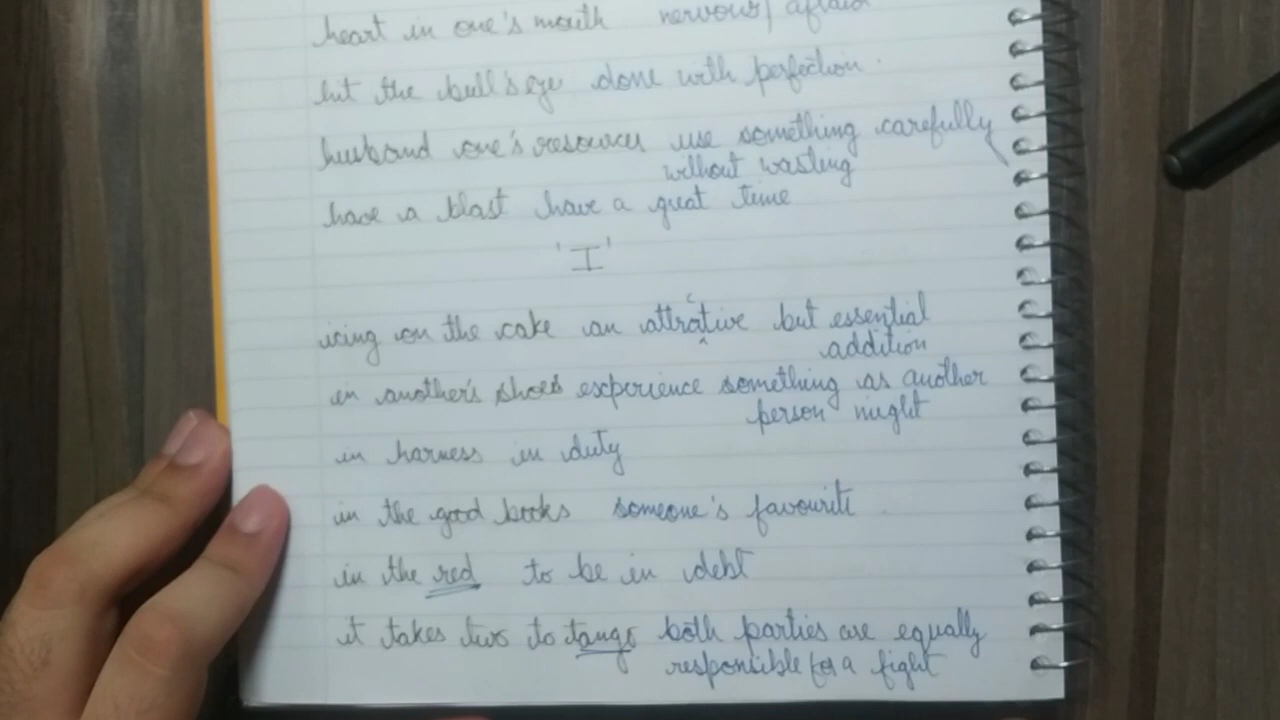 heart in one's mouth nervous/ afraid
hit the bull's eye done with perfection.
husband one's resources use something carefully
without wasting
have a blast have a great time
'I'
icing on the cake an attractive but essential
addition
in another's shoes experience something as another
person might
in harness in duty
in the good books someone's favourite
in the red to be in debt
it takes two to tango both parties are equally
responsible for a fight